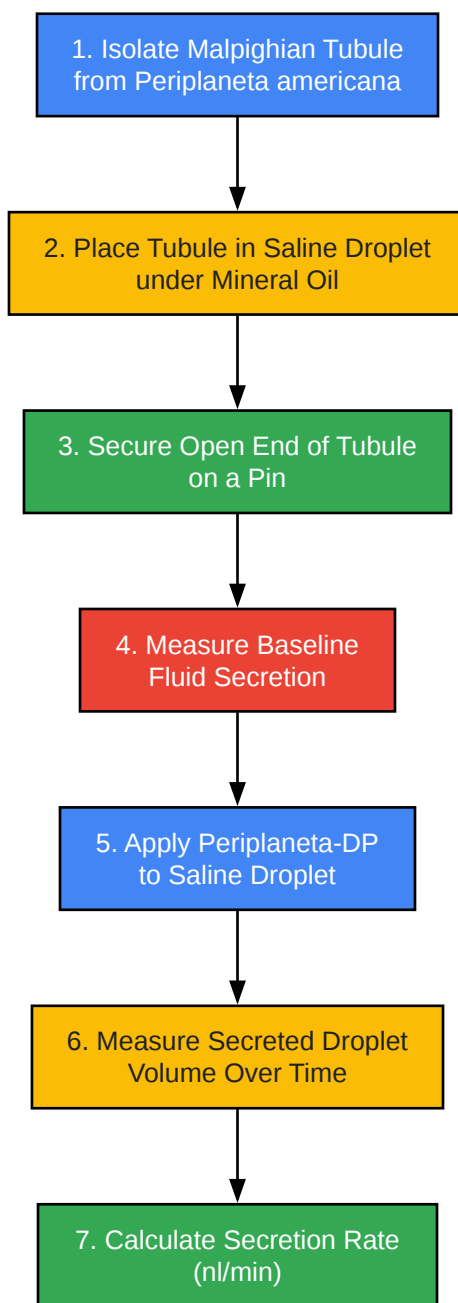 1. Isolate Malpighian Tubule
from Periplaneta americana
2. Place Tubule in Saline Droplet
under Mineral Oil
3. Secure Open End of Tubule
on a Pin
4. Measure Baseline
Fluid Secretion
5. Apply Periplaneta-DP
to Saline Droplet
6. Measure Secreted Droplet
Volume Over Time
7. Calculate Secretion Rate
(nl/min)